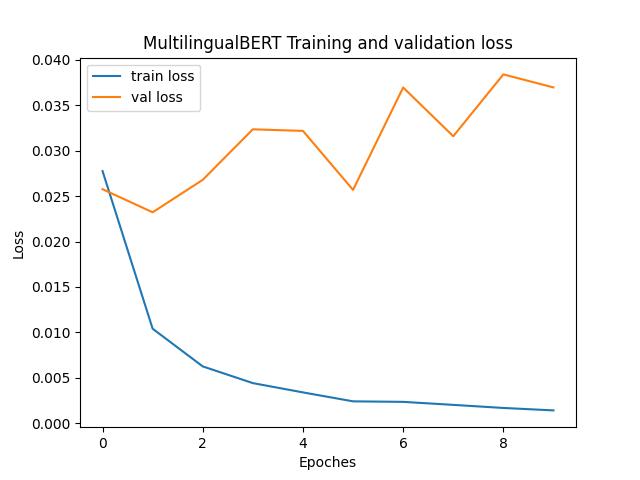 MultilingualBERT Training and validation loss
train loss
val loss
0.040
0.035
0.030
0.025
0.020
0.015
0.010
0.005
0.000
Loss
0 2 4 6 8
Epoches